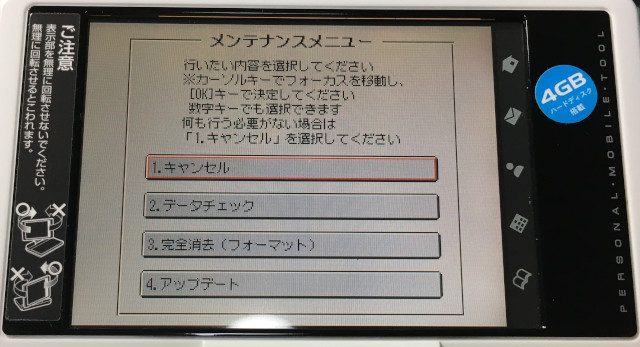 ご注意
表示部を無理に回転させないでください。
無理に回転させるとこわれます。
メンテナンスメニュー
行いたい内容を選択してください
※カーソルキーでフォーカスを移動し、
[OK]キーで決定してください
数字キーでも選択できます
何も行う必要がない場合は
「1.キャンセル」を選択してください
1.キャンセル
2.データチェック
3.完全消去(フォーマット)
4.アップデート
4GB
ハードディスク
搭載
PERSONAL・MOBILE・TOOL